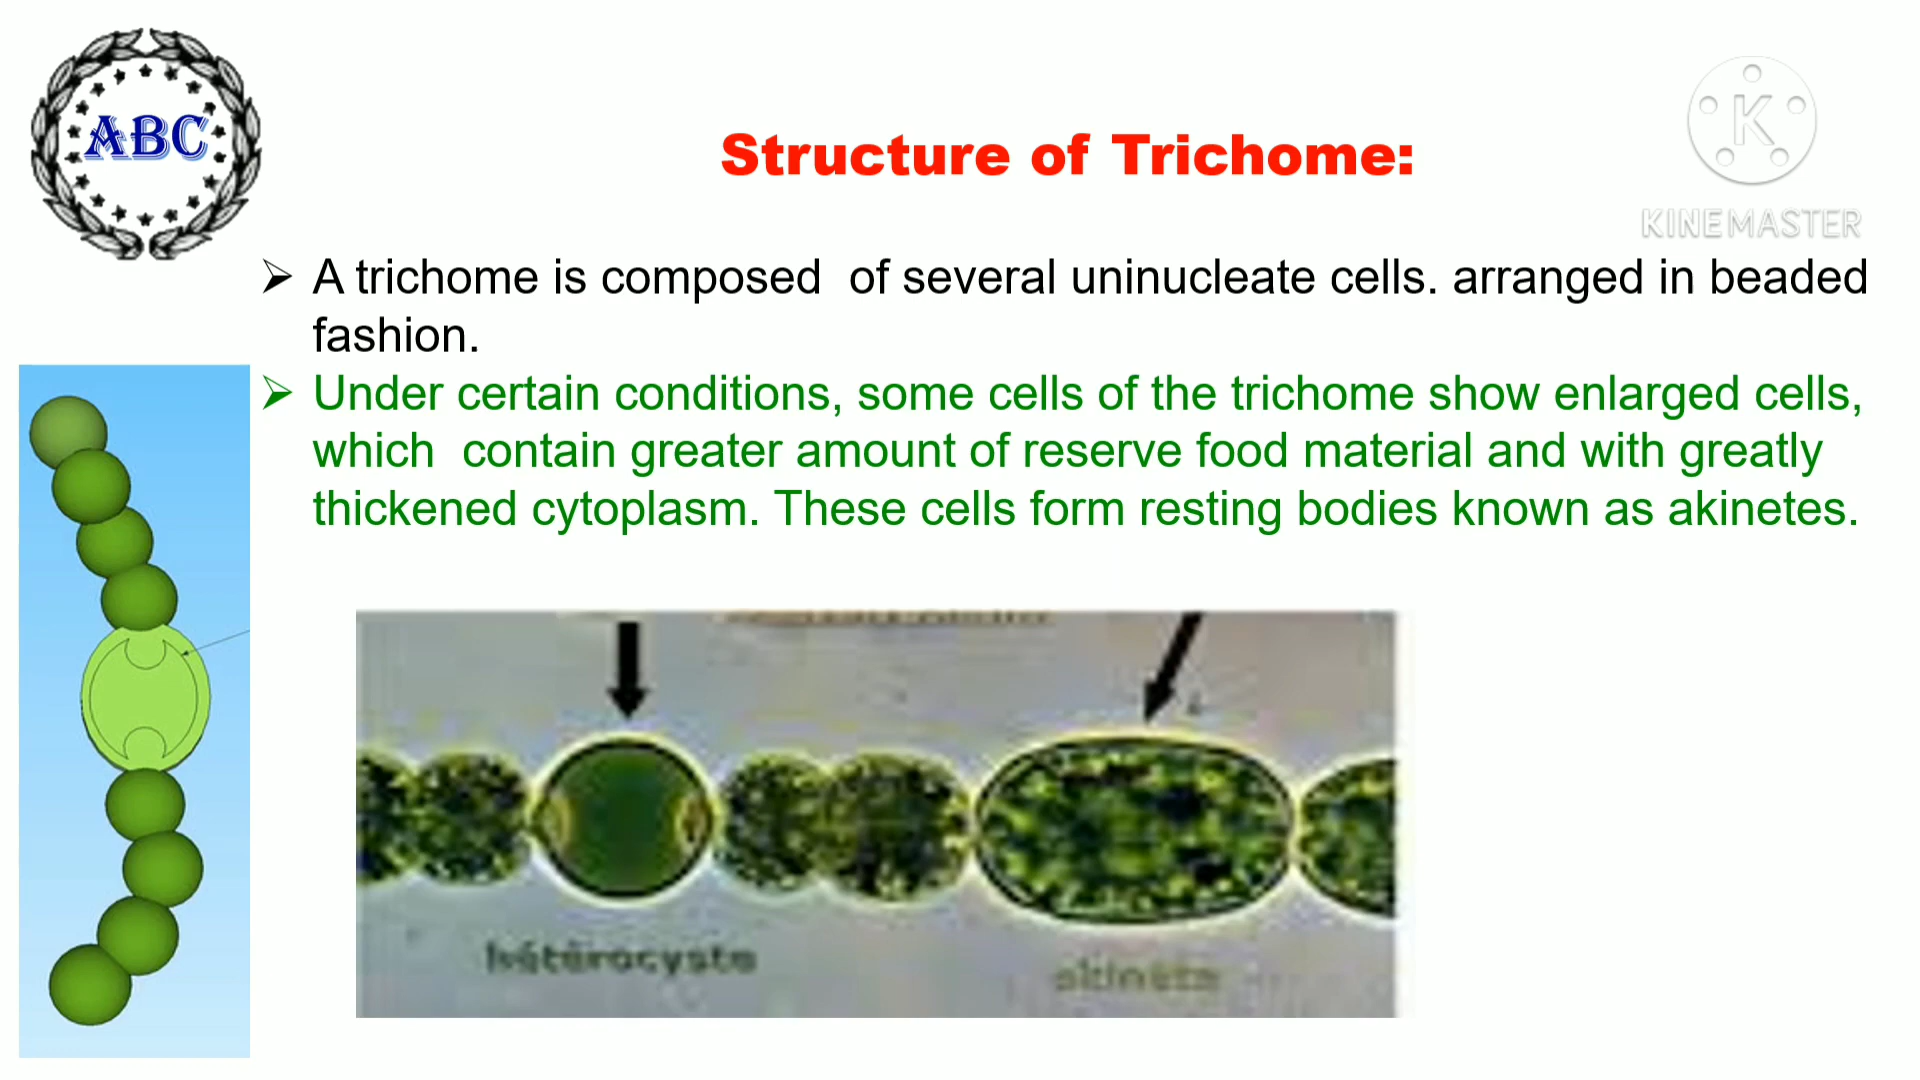 ABC
Structure of Trichome:
K
KINEMASTER
➢ A trichome is composed of several uninucleate cells. arranged in beaded
fashion.
➢ Under certain conditions, some cells of the trichome show enlarged cells,
which contain greater amount of reserve food material and with greatly
thickened cytoplasm. These cells form resting bodies known as akinetes.
hétérocyste
akinète